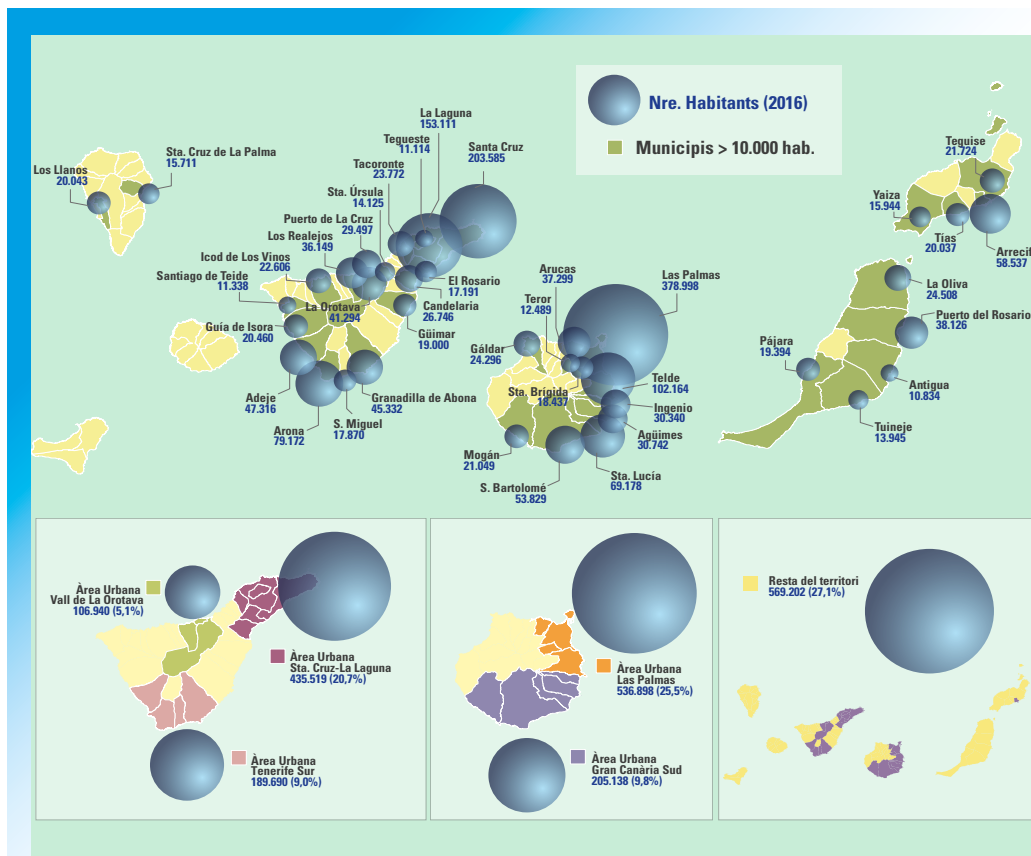 Nre. Habitants (2016)
Municipis > 10.000 hab.
La Laguna
153.111
Tegueste
11.114
Santa Cruz
203.585
Tacoronte
23.772
Sta. Úrsula
14.125
Puerto de La Cruz
29.497
Los Realejos
36.149
Icod de Los Vinos
22.606
Santiago de Teide
11.338
La Orotava
41.294
Guía de Isora
20.460
Adeje
47.316
Arona
79.172
S. Miguel
17.870
Granadilla de Abona
45.332
Güimar
19.000
Candelaria
26.746
El Rosario
17.191
Sta. Cruz de La Palma
15.711
Los Llanos
20.043
Arucas
37.299
Teror
12.489
Gáldar
24.296
Las Palmas
378.998
Sta. Brígida
18.437
Telde
102.164
Ingenio
30.340
Agüimes
30.742
Sta. Lucía
69.178
S. Bartolomé
53.829
Mogán
21.049
Teguise
21.724
Yaiza
15.944
Tías
20.037
Arrecif
58.537
La Oliva
24.508
Puerto del Rosario
38.126
Pájara
19.394
Antigua
10.834
Tuineje
13.945
Àrea Urbana
Vall de La Orotava
106.940 (5,1%)
Àrea Urbana
Sta. Cruz-La Laguna
435.519 (20,7%)
Àrea Urbana
Tenerife Sur
189.690 (9,0%)
Àrea Urbana
Las Palmas
536.898 (25,5%)
Àrea Urbana
Gran Canària Sud
205.138 (9,8%)
Resta del territori
569.202 (27,1%)